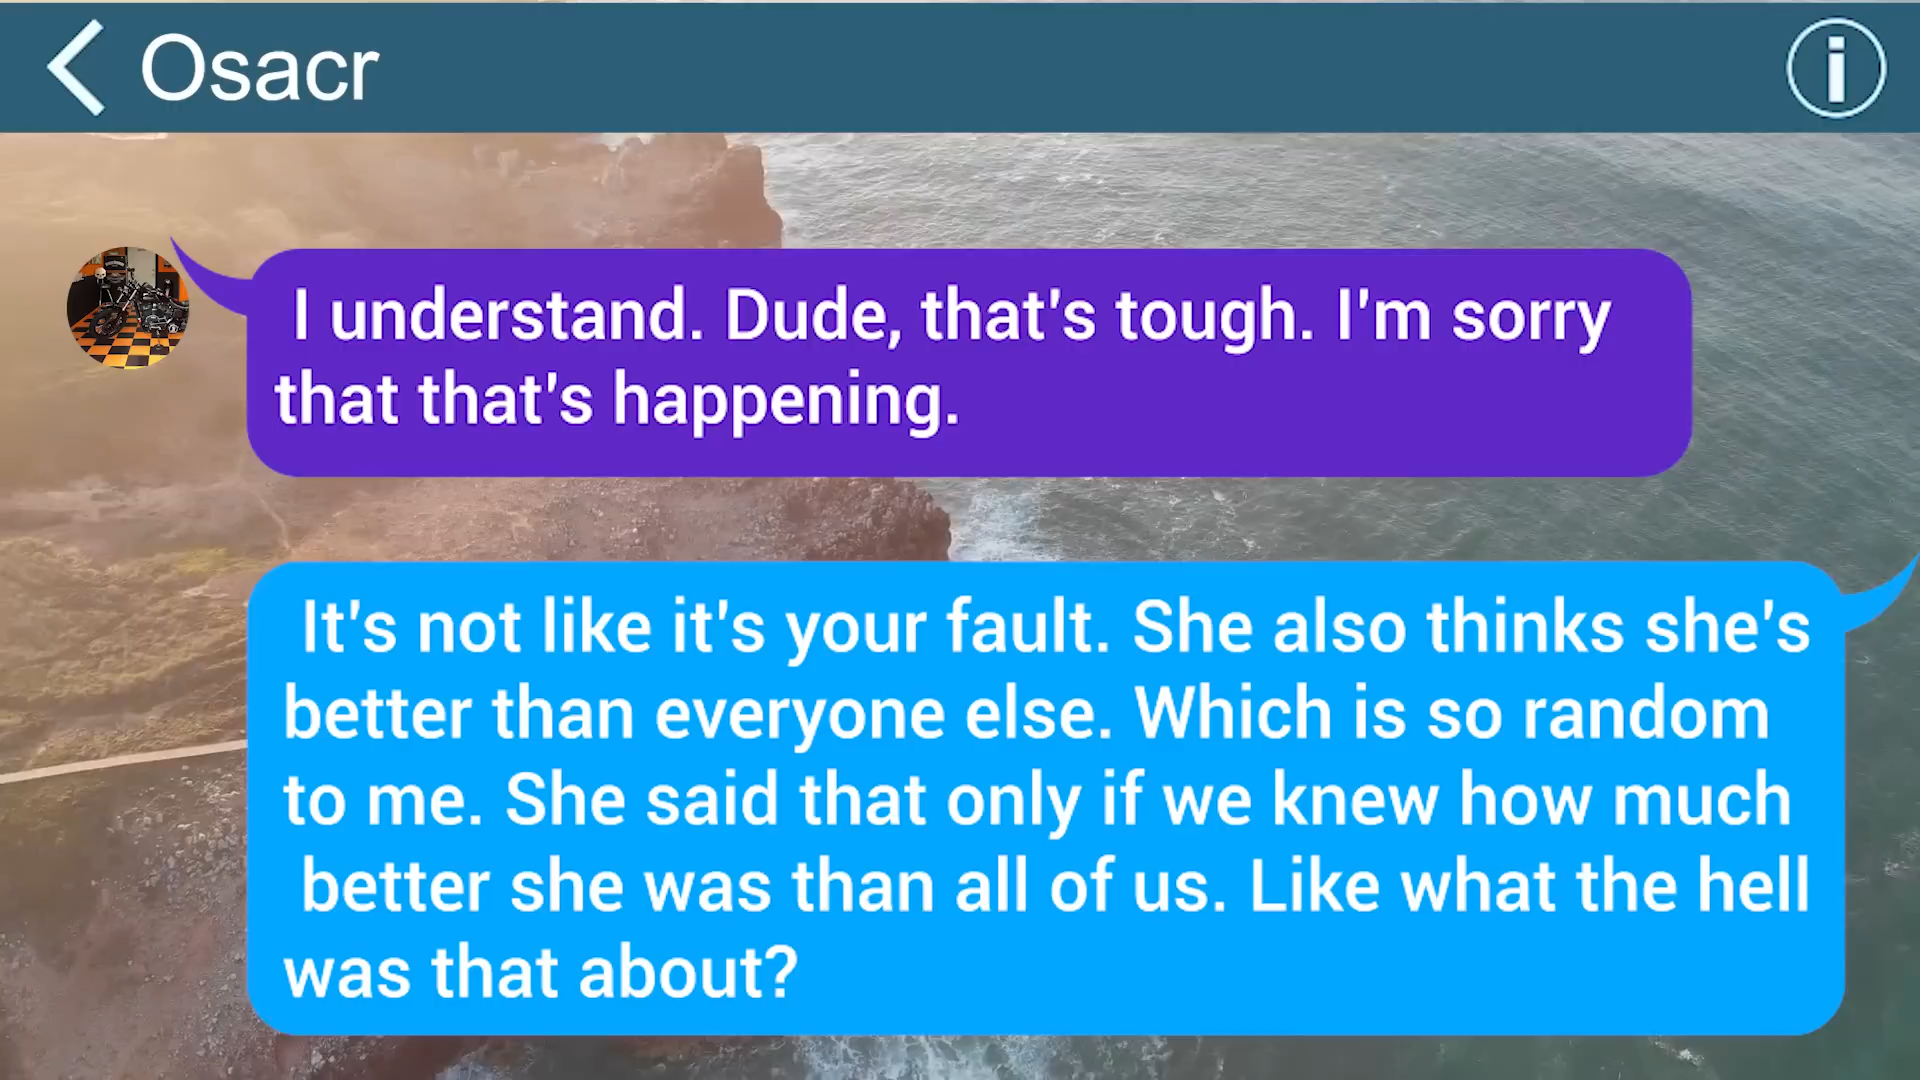 Osacr
I understand. Dude, that's tough. I'm sorry
that that's happening.
It's not like it's your fault. She also thinks she's
better than everyone else. Which is so random
to me. She said that only if we knew how much
better she was than all of us. Like what the hell
was that about?